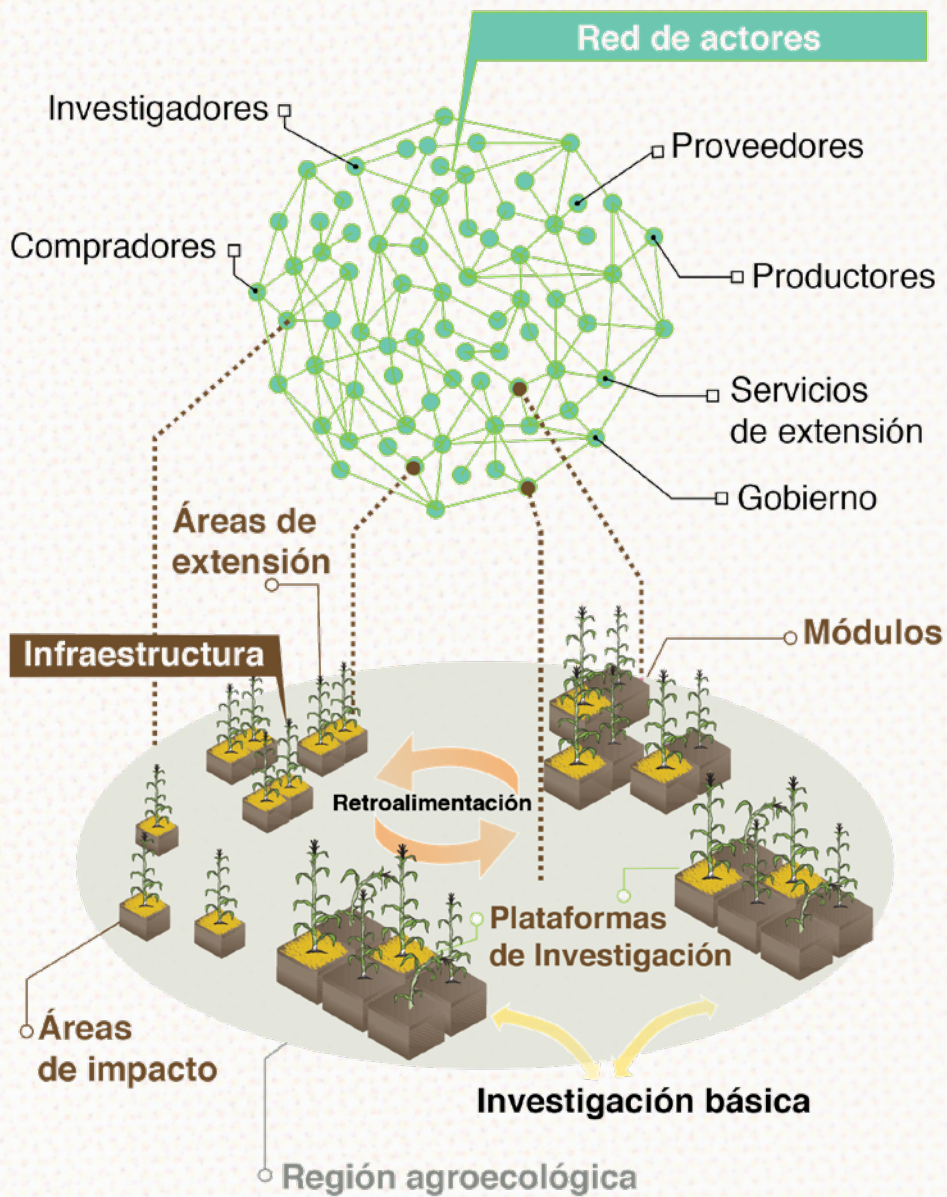 Red de actores
Investigadores
Proveedores
Compradores
Productores
Servicios
de extensión
Gobierno
Áreas de
extensión
Infraestructura
Módulos
Retroalimentación
Plataformas
de Investigación
Áreas
de impacto
Investigación básica
Región agroecológica